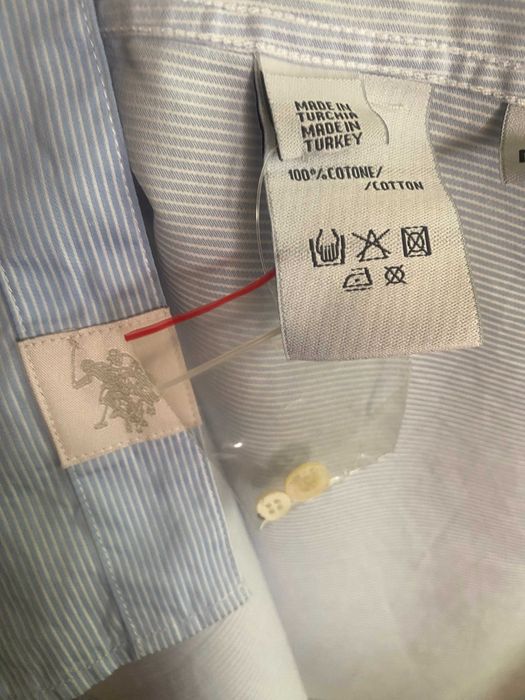 MADE IN
TURCHIA
MADE IN
TURKEY
100%COTONE/
/COTTON